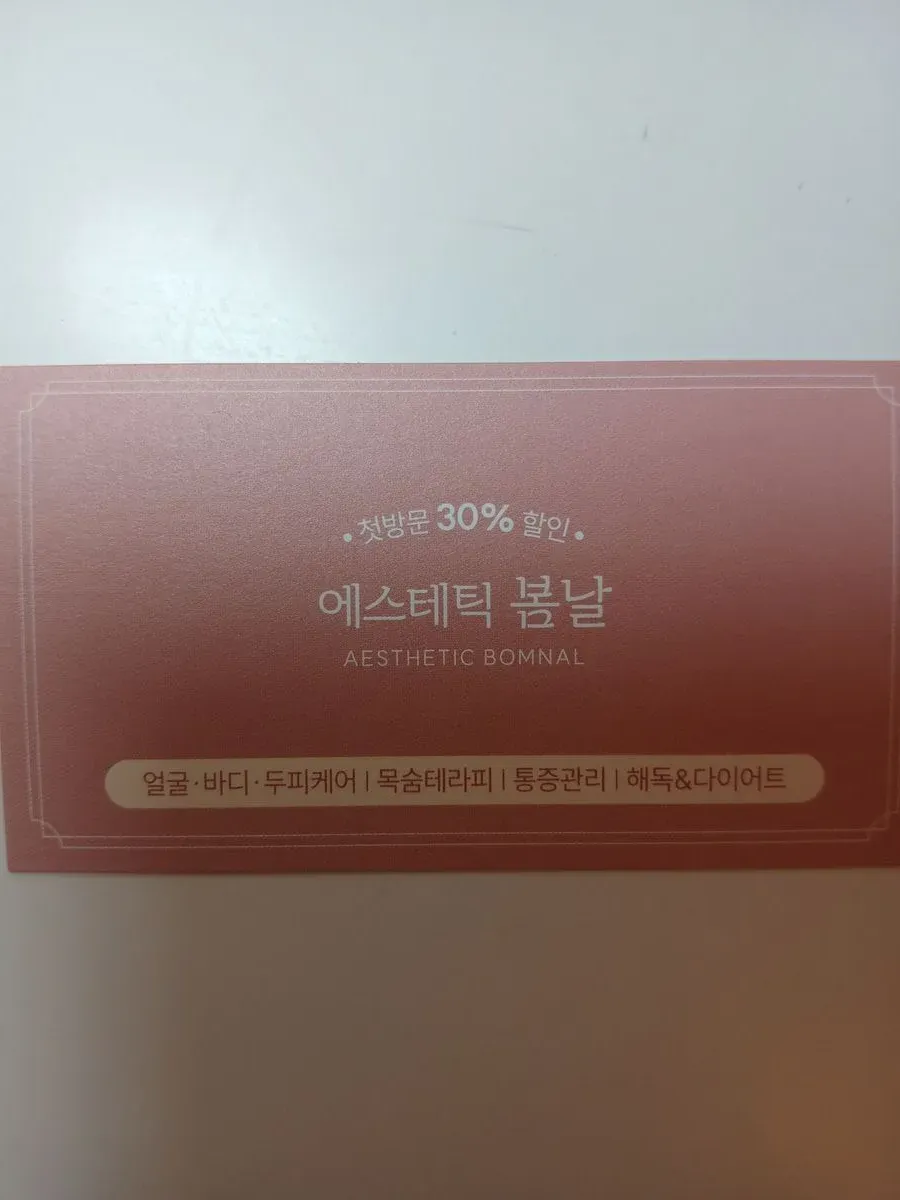 • 첫방문 30% 할인 •
에스테틱 봄날
AESTHETIC BOMNAL
얼굴·바디·두피케어 | 목숨테라피 | 통증관리 | 해독&다이어트